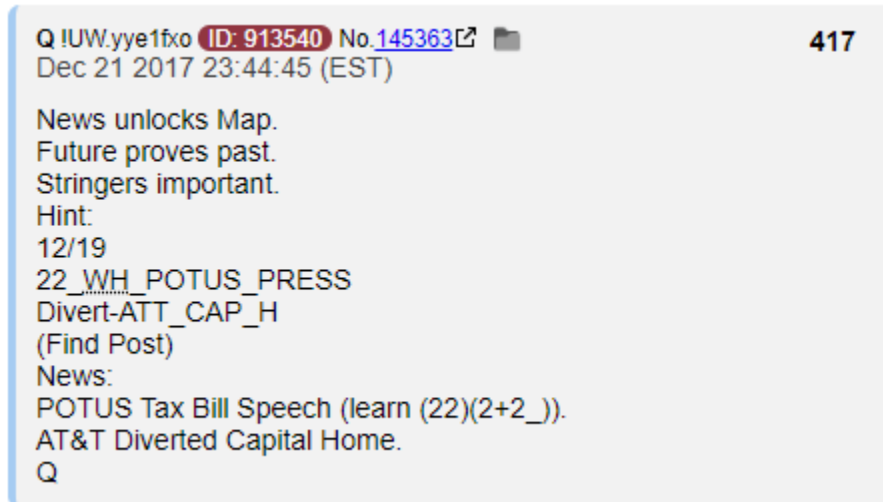 Q !UW.yye1fxo ID: 913540 No.145363 417
Dec 21 2017 23:44:45 (EST)
News unlocks Map.
Future proves past.
Stringers important.
Hint:
12/19
22_WH_POTUS_PRESS
Divert-ATT_CAP_H
(Find Post)
News:
POTUS Tax Bill Speech (learn (22)(2+2_)).
AT&T Diverted Capital Home.
Q